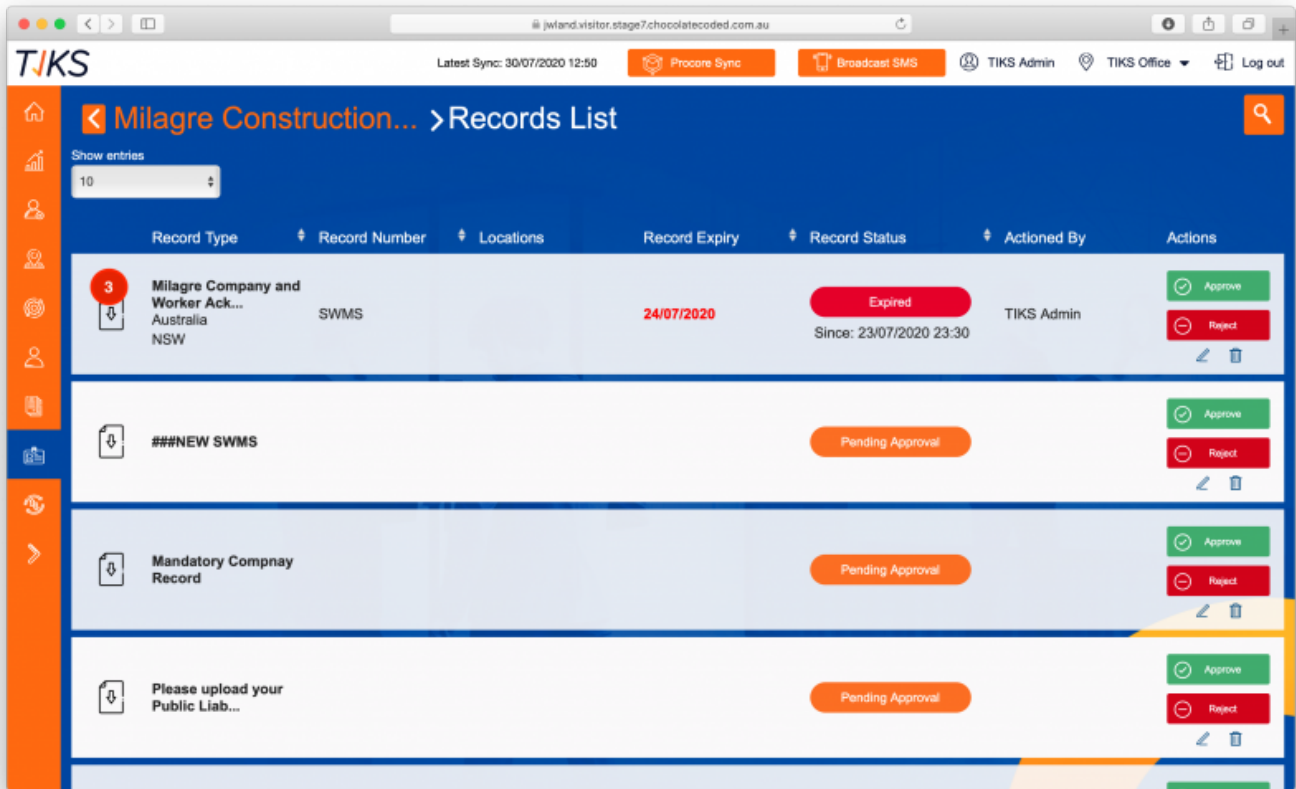 jwland.visitor.stage7.chocolatecoded.com.au
TIKS
Latest Sync: 30/07/2020 12:50
Procore Sync
Broadcast SMS
TIKS Admin
TIKS Office
Log out
Milagre Construction... >Records List
Show entries
10
Record Type
Record Number
Locations
Record Expiry
Record Status
Actioned By
Actions
3
Milagre Company and
Worker Ack...
Australia
NSW
SWMS
24/07/2020
Expired
Since: 23/07/2020 23:30
TIKS Admin
Approve
Reject
###NEW SWMS
Pending Approval
Approve
Reject
Mandatory Compnay
Record
Pending Approval
Approve
Reject
Please upload your
Public Liab...
Pending Approval
Approve
Reject